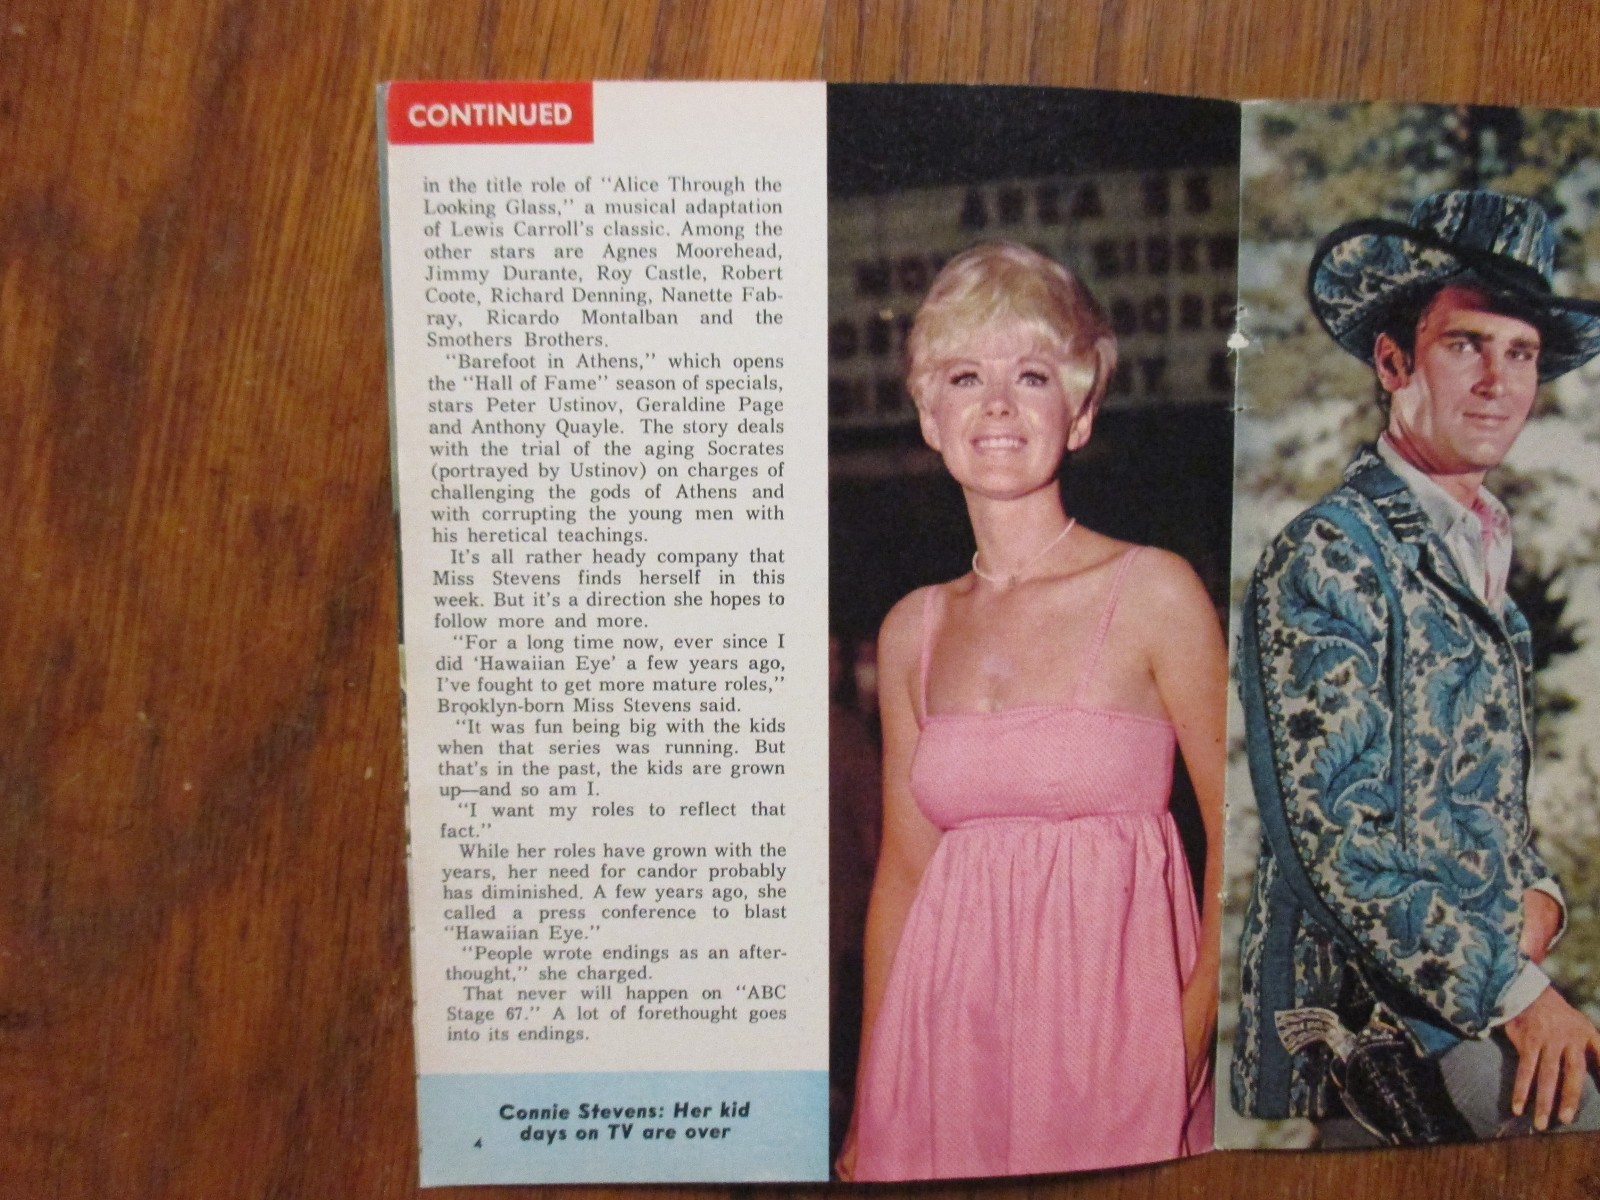 CONTINUED
in the title role of "Alice Through the
Looking Glass," a musical adaptation
of Lewis Carroll's classic. Among the
other stars are Agnes Moorehead,
Jimmy Durante, Roy Castle, Robert
Coote, Richard Denning, Nanette Fab-
ray, Ricardo Montalban and the
Smothers Brothers.
"Barefoot in Athens," which opens
the "Hall of Fame" season of specials,
stars Peter Ustinov, Geraldine Page
and Anthony Quayle. The story deals
with the trial of the aging Socrates
(portrayed by Ustinov) on charges of
challenging the gods of Athens and
with corrupting the young men with
his heretical teachings.
It's all rather heady company that
Miss Stevens finds herself in this
week. But it's a direction she hopes to
follow more and more.
"For a long time now, ever since I
did 'Hawaiian Eye' a few years ago,
I've fought to get more mature roles,"
Brooklyn-born Miss Stevens said.
"It was fun being big with the kids
when that series was running. But
that's in the past, the kids are grown
up—and so am I.
"I want my roles to reflect that
fact."
While her roles have grown with the
years, her need for candor probably
has diminished. A few years ago, she
called a press conference to blast
"Hawaiian Eye."
"People wrote endings as an after-
thought," she charged.
That never will happen on "ABC
Stage 67." A lot of forethought goes
into its endings.
Connie Stevens: Her kid
days on TV are over
4
AREA 55